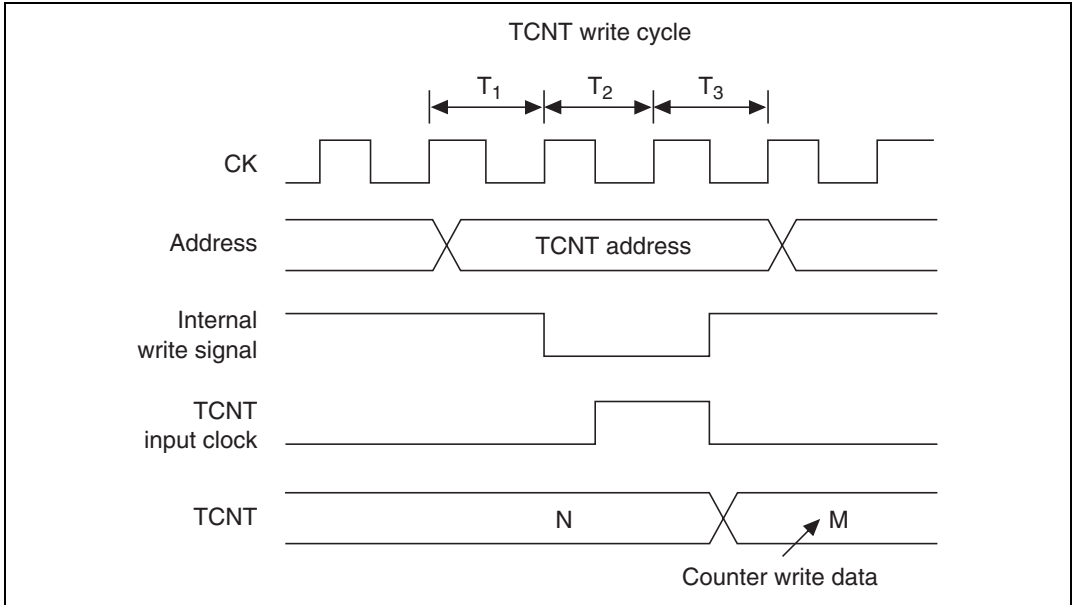 TCNT write cycle
T1 T2 T3
CK
Address TCNT address
Internal
write signal
TCNT
input clock
TCNT N M
Counter write data